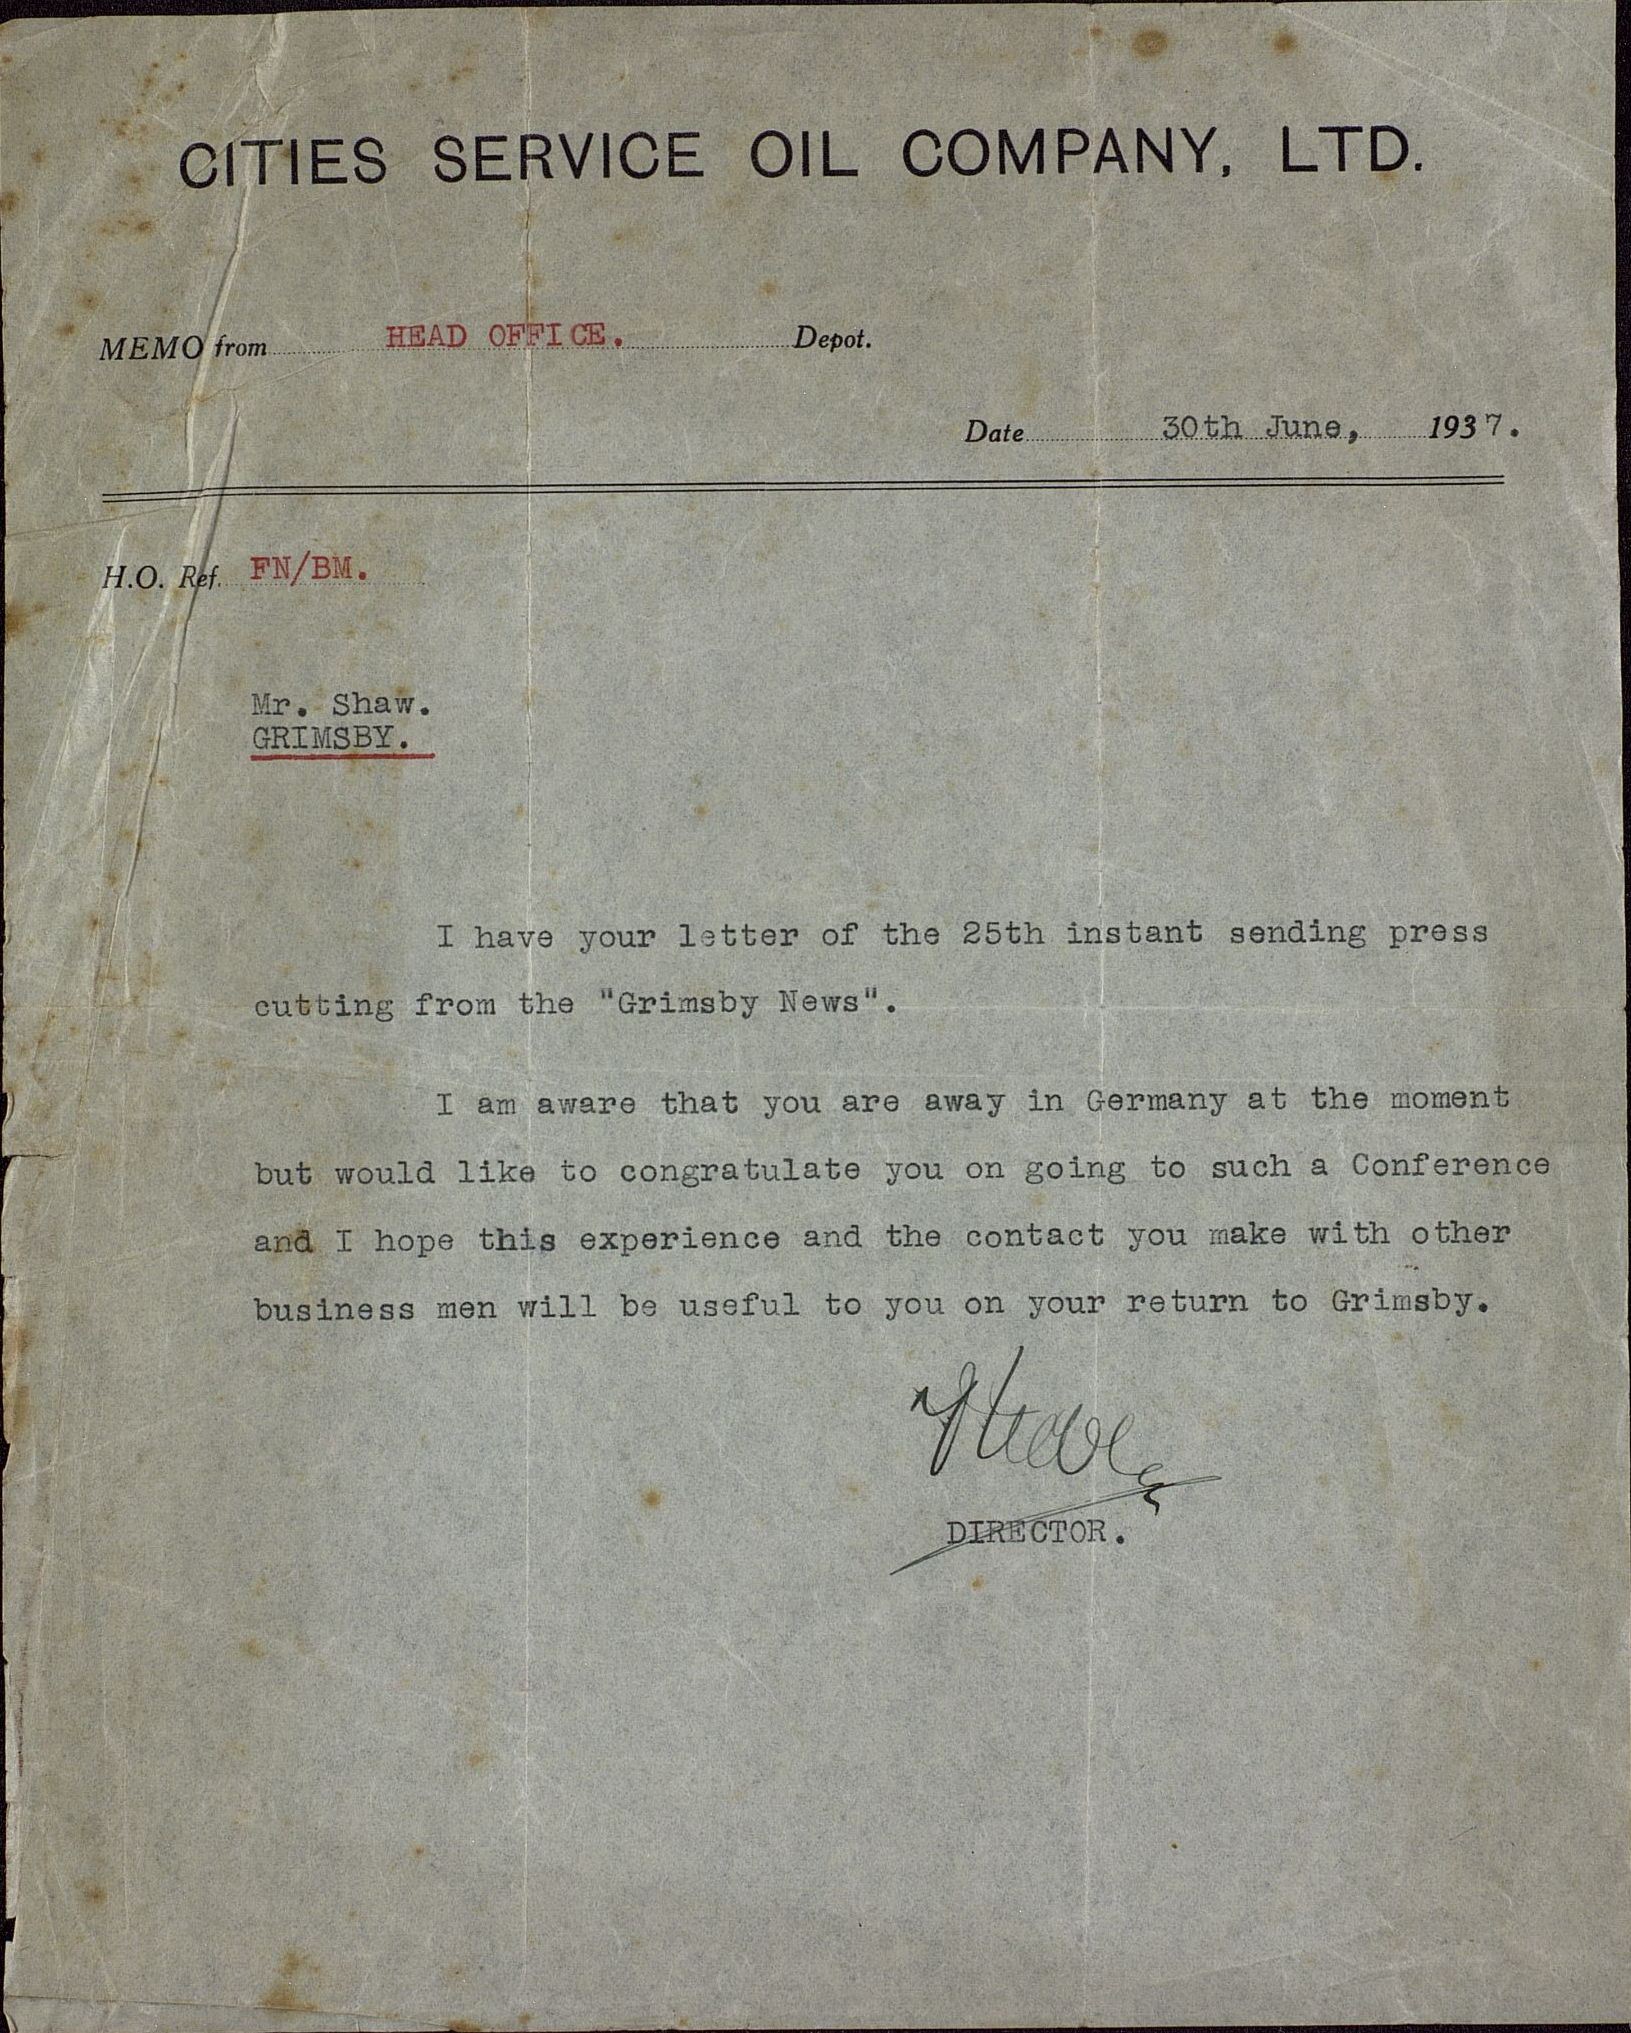 CITIES SERVICE OIL COMPANY, LTD.
MEMO from HEAD OFFICE. Depot.
Date 30th June, 1937.
H.O. Ref. FN/BM.
Mr. Shaw.
GRIMSBY.
I have your letter of the 25th instant sending press
cutting from the "Grimsby News".
I am aware that you are away in Germany at the moment
but would like to congratulate you on going to such a Conference
and I hope this experience and the contact you make with other
business men will be useful to you on your return to Grimsby.
DIRECTOR.